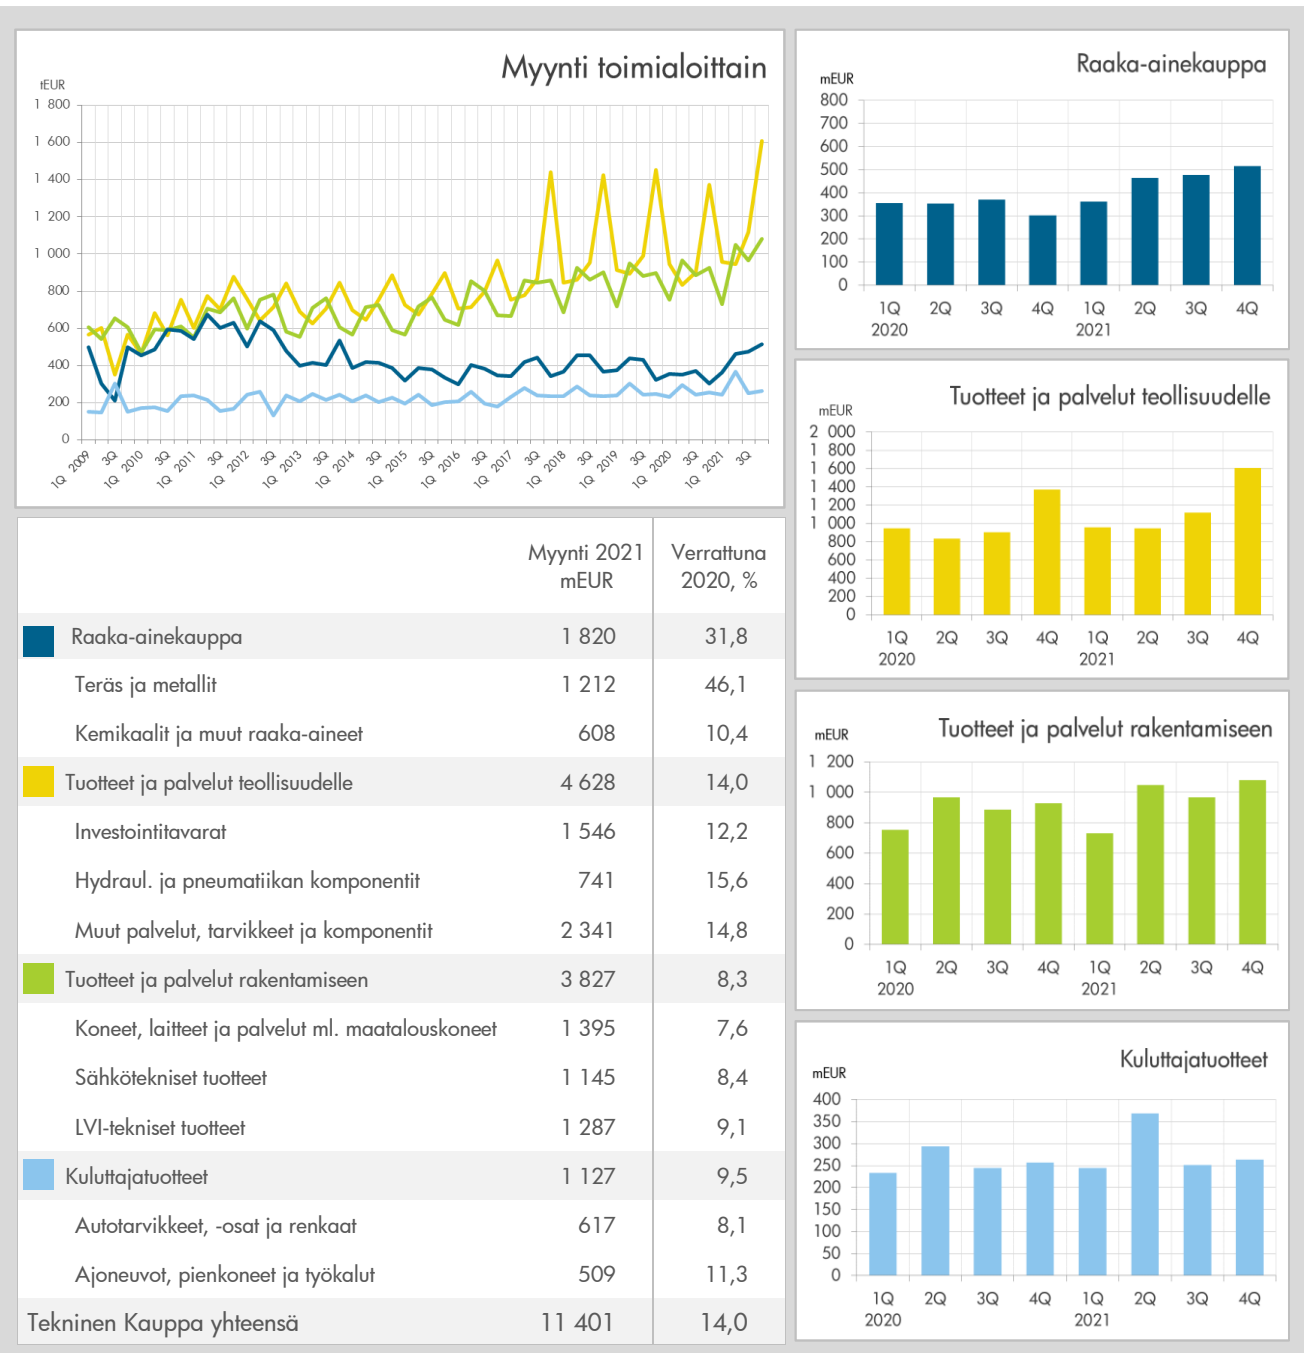 Myynti toimialoittain
tEUR
1 800
1 600
1 400
1 200
1 000
800
600
400
200
0
1Q 2009 3Q 1Q 2010 3Q 1Q 2011 3Q 1Q 2012 3Q 1Q 2013 3Q 1Q 2014 3Q 1Q 2015 3Q 1Q 2016 3Q 1Q 2017 3Q 1Q 2018 3Q 1Q 2019 3Q 1Q 2020 3Q 1Q 2021 3Q
Myynti 2021 Verrattuna
mEUR 2020, %
Raaka-ainekauppa 1 820 31,8
Teräs ja metallit 1 212 46,1
Kemikaalit ja muut raaka-aineet 608 10,4
Tuotteet ja palvelut teollisuudelle 4 628 14,0
Investointitavarat 1 546 12,2
Hydraul. ja pneumatiikan komponentit 741 15,6
Muut palvelut, tarvikkeet ja komponentit 2 341 14,8
Tuotteet ja palvelut rakentamiseen 3 827 8,3
Koneet, laitteet ja palvelut ml. maatalouskoneet 1 395 7,6
Sähkötekniset tuotteet 1 145 8,4
LVI-tekniset tuotteet 1 287 9,1
Kuluttajatuotteet 1 127 9,5
Autotarvikkeet, -osat ja renkaat 617 8,1
Ajoneuvot, pienkoneet ja työkalut 509 11,3
Tekninen Kauppa yhteensä 11 401 14,0
Raaka-ainekauppa
mEUR
800
700
600
500
400
300
200
100
0
1Q 2Q 3Q 4Q 1Q 2Q 3Q 4Q
2020 2021
Tuotteet ja palvelut teollisuudelle
mEUR
2 000
1 800
1 600
1 400
1 200
1 000
800
600
400
200
0
1Q 2Q 3Q 4Q 1Q 2Q 3Q 4Q
2020 2021
Tuotteet ja palvelut rakentamiseen
mEUR
1 200
1 000
800
600
400
200
0
1Q 2Q 3Q 4Q 1Q 2Q 3Q 4Q
2020 2021
Kuluttajatuotteet
mEUR
400
350
300
250
200
150
100
50
0
1Q 2Q 3Q 4Q 1Q 2Q 3Q 4Q
2020 2021